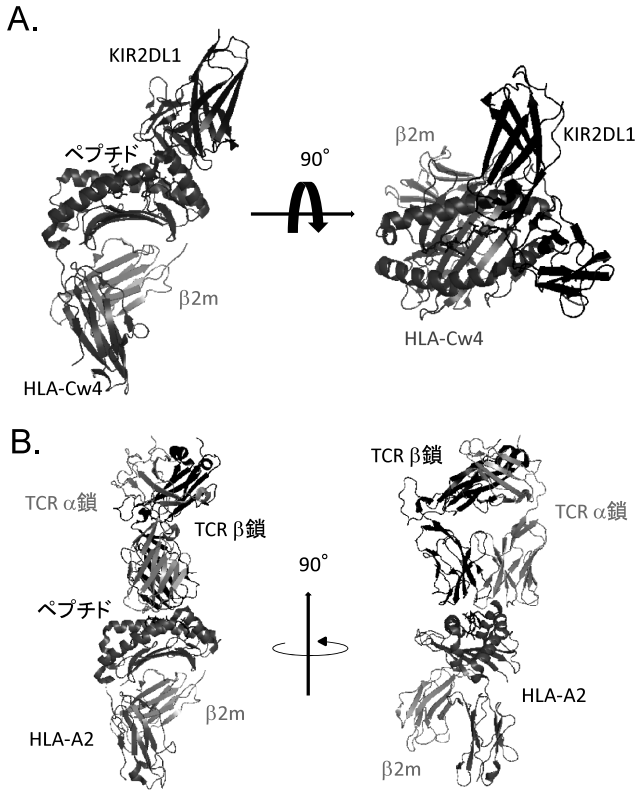 A.
KIR2DL1
ペプチド
β2m
HLA-Cw4
90°
β2m
KIR2DL1
HLA-Cw4
B.
TCR α鎖
TCR β鎖
ペプチド
β2m
HLA-A2
90°
TCR β鎖
TCR α鎖
HLA-A2
β2m